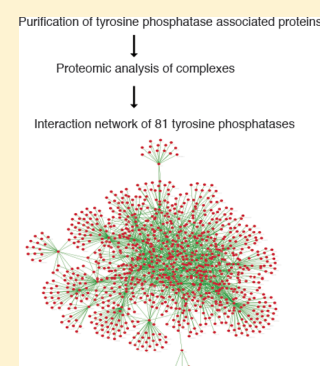 Purification of tyrosine phosphatase associated proteins
Proteomic analysis of complexes
Interaction network of 81 tyrosine phosphatases